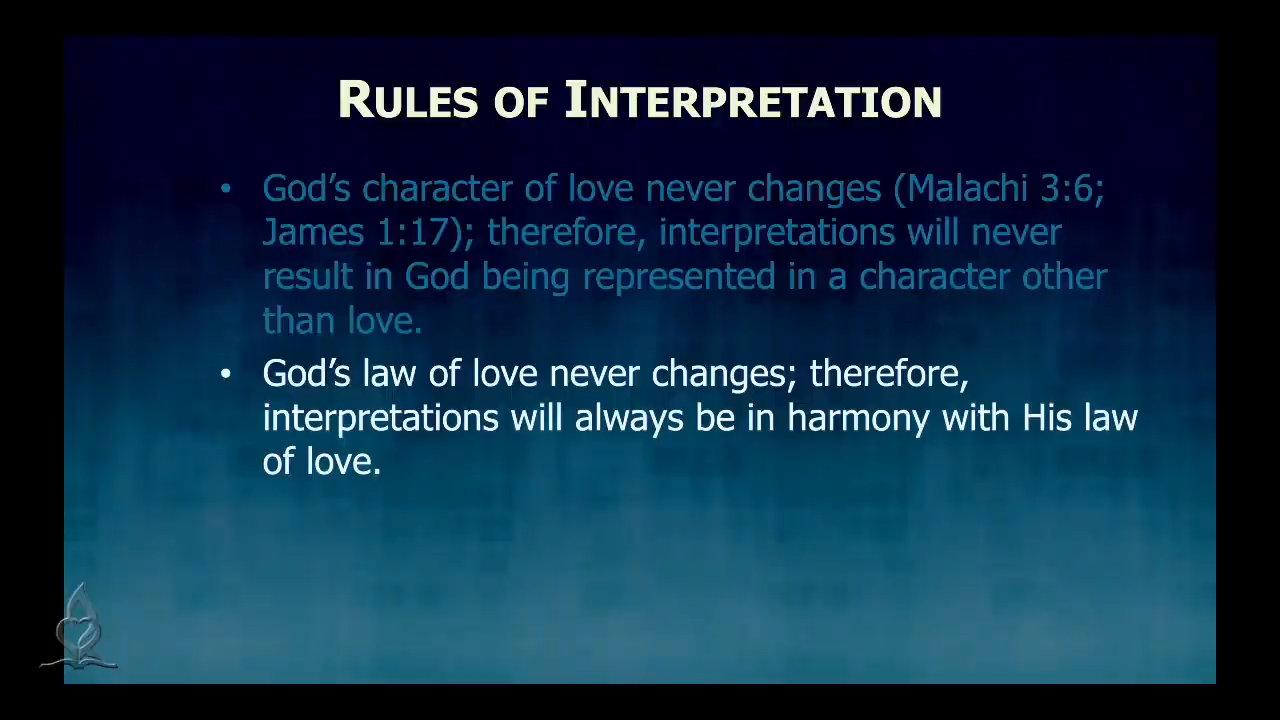 RULES OF INTERPRETATION
• God’s character of love never changes (Malachi 3:6;
James 1:17); therefore, interpretations will never
result in God being represented in a character other
than love.
• God’s law of love never changes; therefore,
interpretations will always be in harmony with His law
of love.